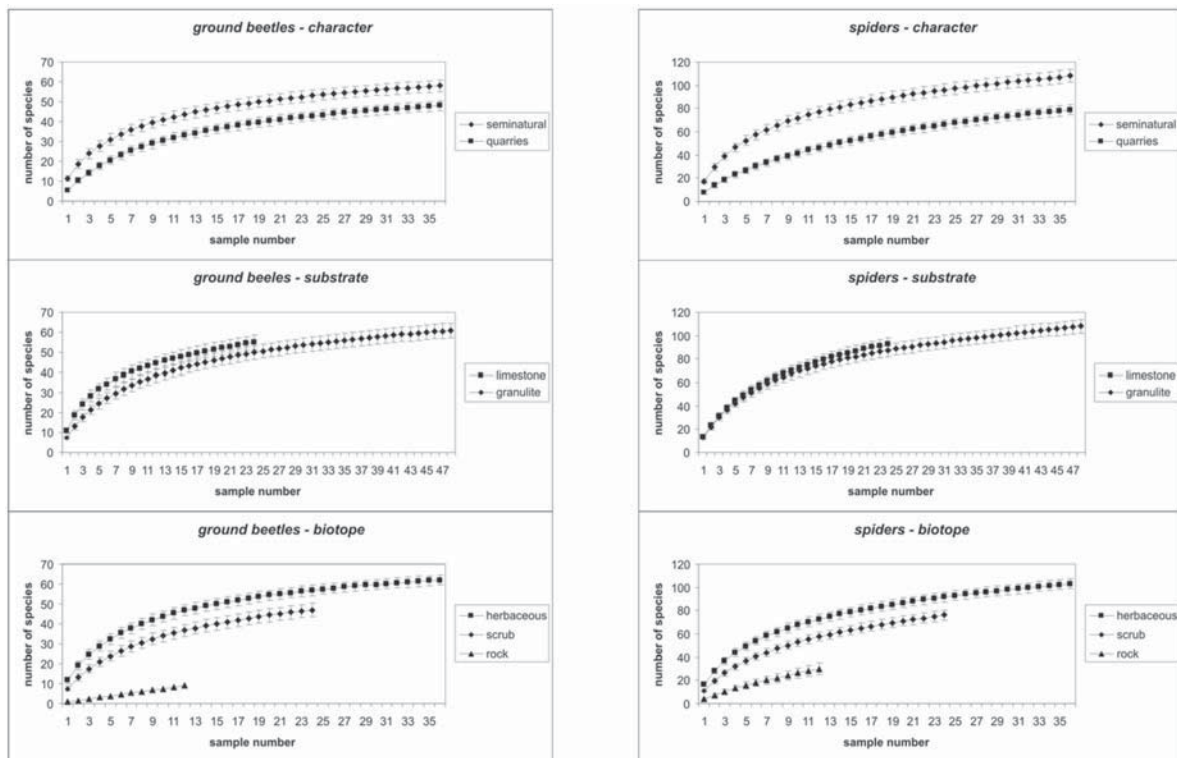 ground beetles - character
number of species
70
60
50
40
30
20
10
0
1 3 5 7 9 11 13 15 17 19 21 23 25 27 29 31 33 35
sample number
seminatural
quarries
spiders - character
number of species
120
100
80
60
40
20
0
1 3 5 7 9 11 13 15 17 19 21 23 25 27 29 31 33 35
sample number
seminatural
quarries
ground beeles - substrate
number of species
70
60
50
40
30
20
10
0
1 3 5 7 9 11 13 15 17 19 21 23 25 27 29 31 33 35 37 39 41 43 45 47
sample number
limestone
granulite
spiders - substrate
number of species
120
100
80
60
40
20
0
1 3 5 7 9 11 13 15 17 19 21 23 25 27 29 31 33 35 37 39 41 43 45 47
sample number
limestone
granulite
ground beetles - biotope
number of species
70
60
50
40
30
20
10
0
1 3 5 7 9 11 13 15 17 19 21 23 25 27 29 31 33 35
sample number
herbaceous
scrub
rock
spiders - biotope
number of species
120
100
80
60
40
20
0
1 3 5 7 9 11 13 15 17 19 21 23 25 27 29 31 33 35
sample number
herbaceous
scrub
rock